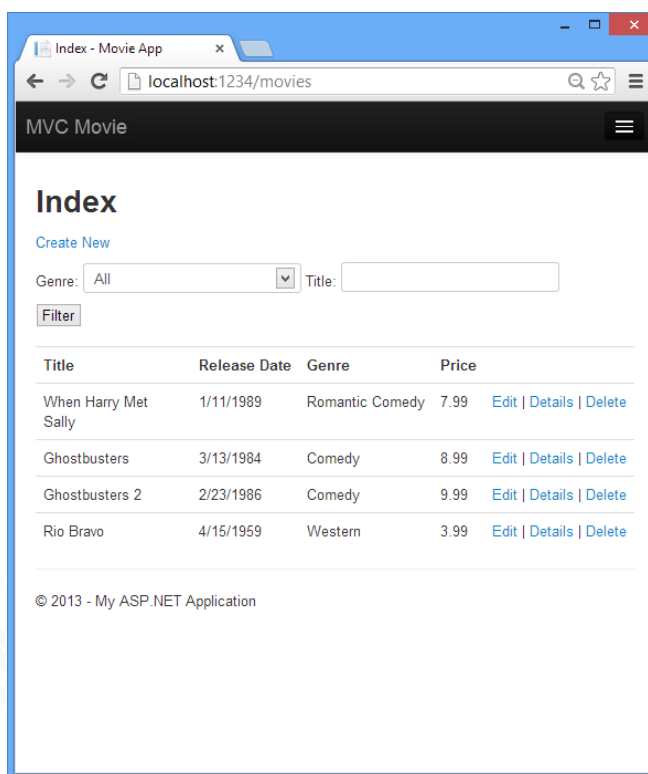 Index - Movie App
localhost:1234/movies
MVC Movie
Index
Create New
Genre: All Title:
Filter
Title Release Date Genre Price
When Harry Met Sally 1/11/1989 Romantic Comedy 7.99 Edit | Details | Delete
Ghostbusters 3/13/1984 Comedy 8.99 Edit | Details | Delete
Ghostbusters 2 2/23/1986 Comedy 9.99 Edit | Details | Delete
Rio Bravo 4/15/1959 Western 3.99 Edit | Details | Delete
© 2013 - My ASP.NET Application